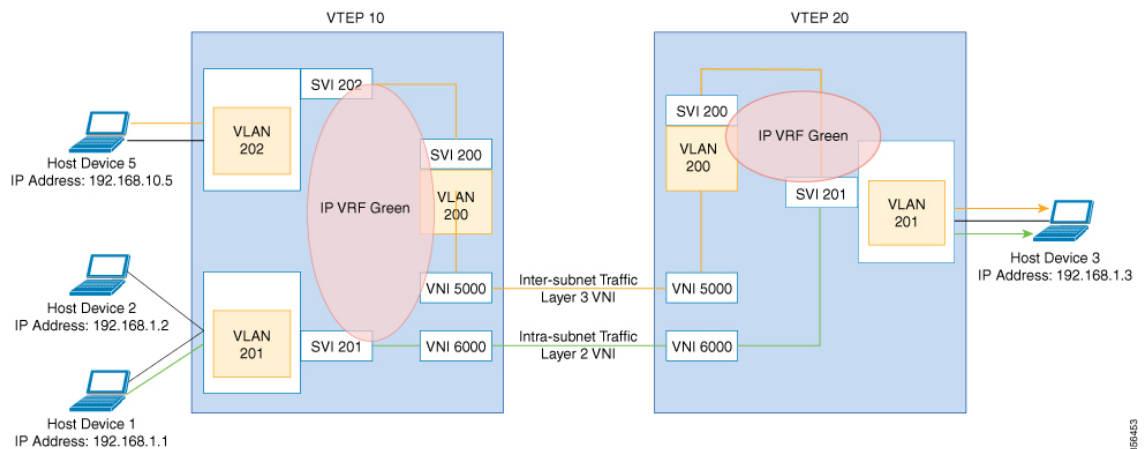 VTEP 10
VTEP 20
SVI 202
VLAN
202
Host Device 5
IP Address: 192.168.10.5
SVI 200
VLAN
200
IP VRF Green
SVI 200
VLAN
200
IP VRF Green
SVI 201
VLAN
201
Host Device 3
IP Address: 192.168.1.3
Host Device 2
IP Address: 192.168.1.2
VNI 5000
Inter-subnet Traffic
Layer 3 VNI
VNI 5000
VLAN
201
SVI 201
VNI 6000
Intra-subnet Traffic
Layer 2 VNI
VNI 6000
Host Device 1
IP Address: 192.168.1.1